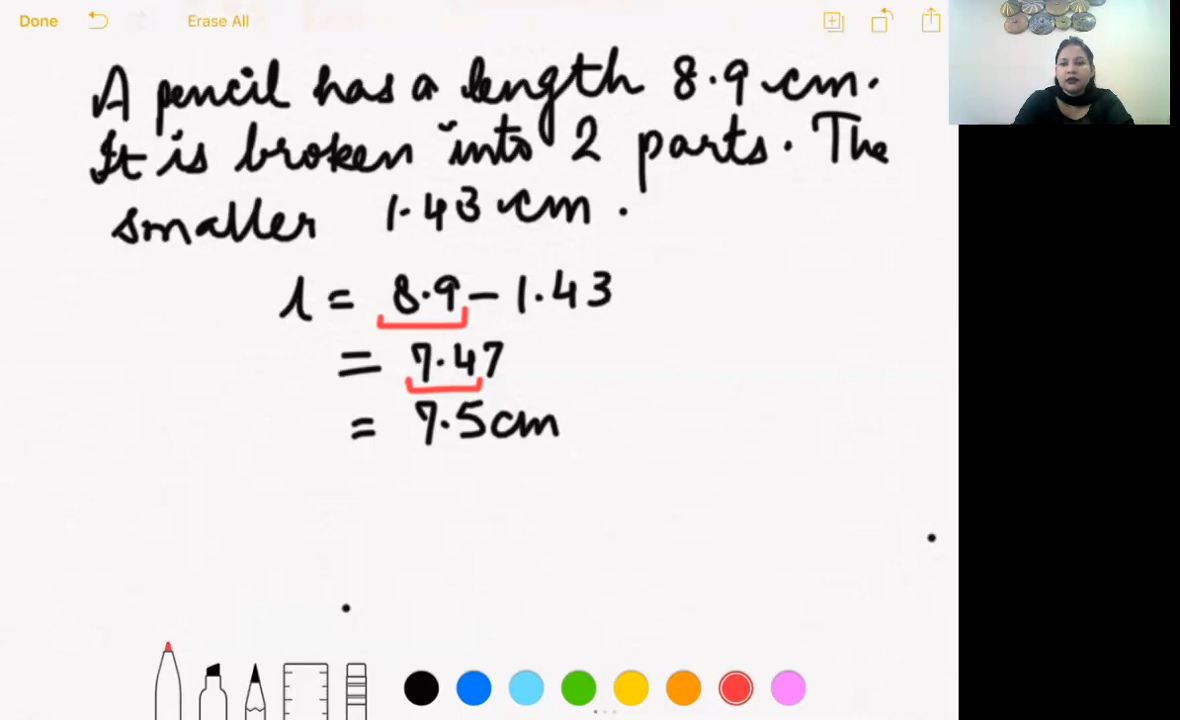 Done
Erase All
A pencil has a length 8.9 cm.
It is broken into 2 parts. The
smaller 1.43 cm.
l = 8.9 - 1.43
= 7.47
= 7.5cm